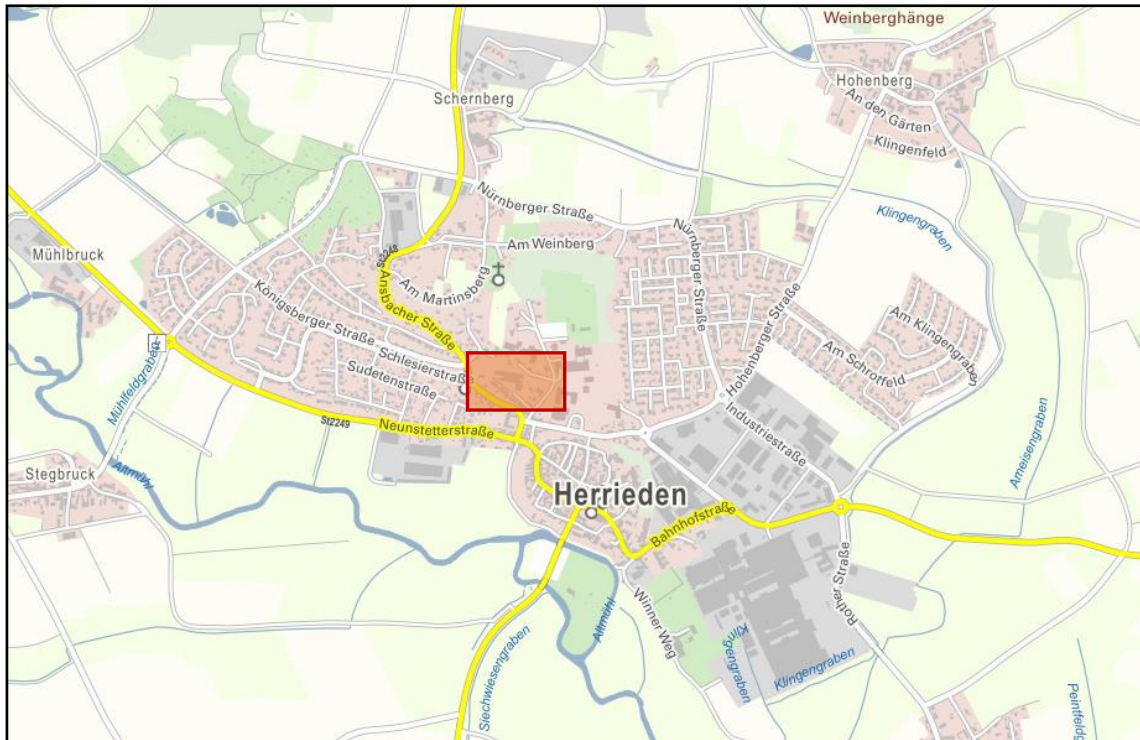 Weinberghänge
Hohenberg
Schernberg
An den Gärten
Klingenfeld
Nürnberger Straße
Klingengraben
Am Weinberg
Mühlbruck
St2248
Nürnberger Straße
Am Martinsberg
Ansbacher Straße
Königsberger Straße
Hohenberger Straße
Am Klingengraben
Schlesierstraße
Am Schrotfeld
Mühlfeldgraben
Sudetenstraße
Industriestraße
St2249
Neunstetterstraße
Ameisengraben
Stegbruck
Altmühl
Herrieden
Bahnhofstraße
Rother Straße
Altmühl
Winner Weg
Siechwiesengraben
Klingengraben
Klingengraben